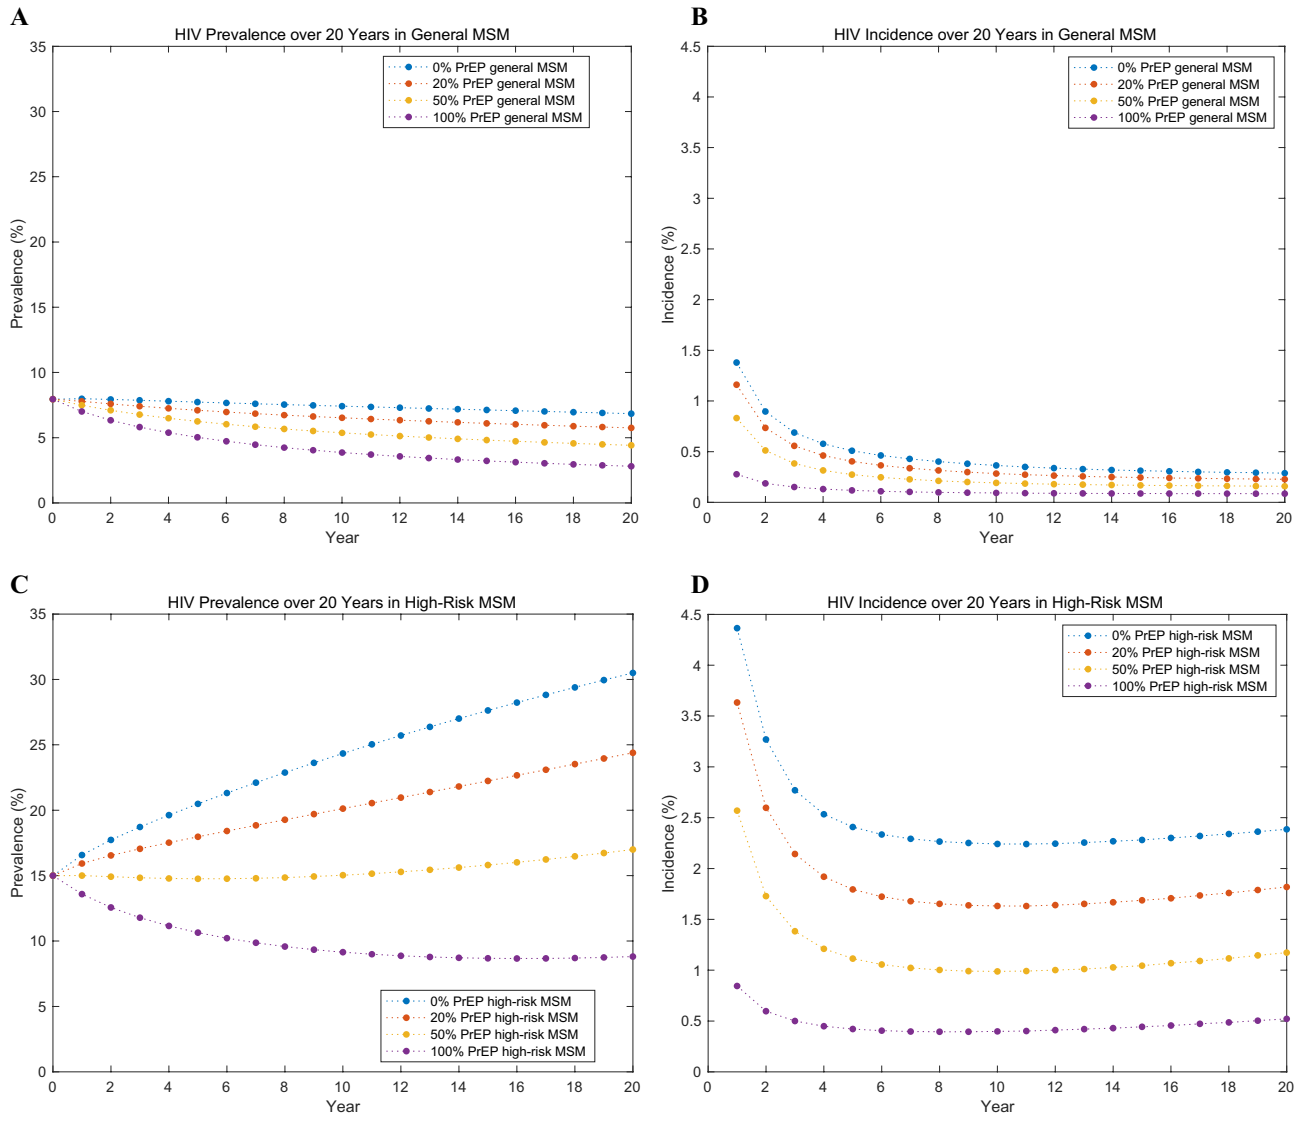 A
HIV Prevalence over 20 Years in General MSM
35
30
25
20
15
10
5
0
Prevalence (%)
0% PrEP general MSM
20% PrEP general MSM
50% PrEP general MSM
100% PrEP general MSM
0 2 4 6 8 10 12 14 16 18 20
Year
B
HIV Incidence over 20 Years in General MSM
4.5
4
3.5
3
2.5
2
1.5
1
0.5
0
Incidence (%)
0% PrEP general MSM
20% PrEP general MSM
50% PrEP general MSM
100% PrEP general MSM
0 2 4 6 8 10 12 14 16 18 20
Year
C
HIV Prevalence over 20 Years in High-Risk MSM
35
30
25
20
15
10
5
0
Prevalence (%)
0% PrEP high-risk MSM
20% PrEP high-risk MSM
50% PrEP high-risk MSM
100% PrEP high-risk MSM
0 2 4 6 8 10 12 14 16 18 20
Year
D
HIV Incidence over 20 Years in High-Risk MSM
4.5
4
3.5
3
2.5
2
1.5
1
0.5
0
Incidence (%)
0% PrEP high-risk MSM
20% PrEP high-risk MSM
50% PrEP high-risk MSM
100% PrEP high-risk MSM
0 2 4 6 8 10 12 14 16 18 20
Year